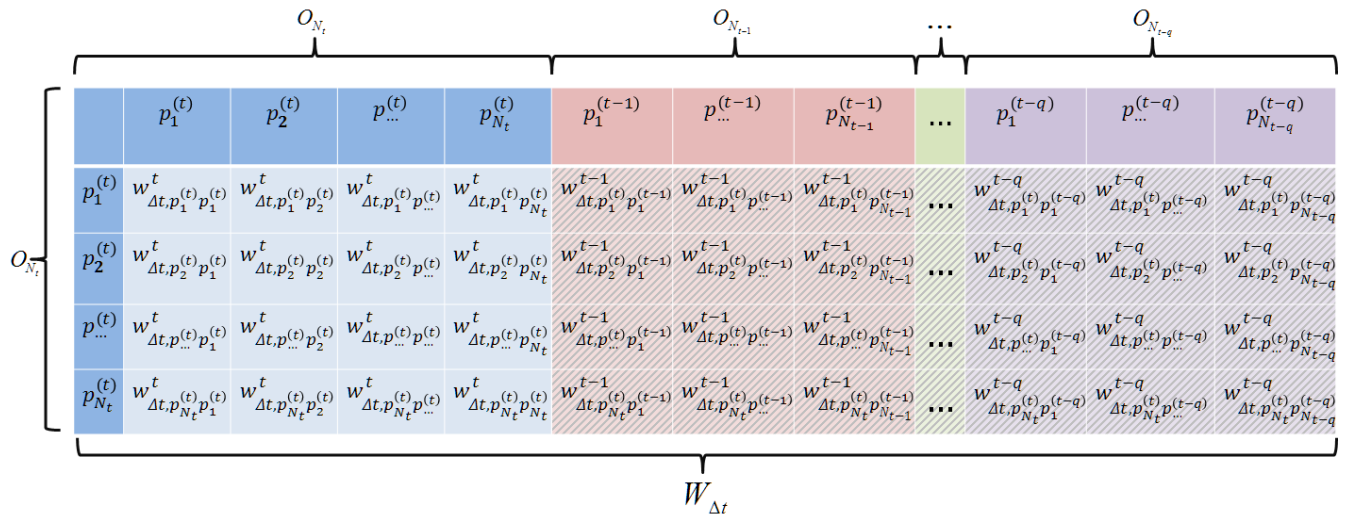 O_{N_t} O_{N_{t-1}} ... O_{N_{t-q}}
p_1^{(t)} p_2^{(t)} p_{...}^{(t)} p_{N_t}^{(t)} p_1^{(t-1)} p_{...}^{(t-1)} p_{N_{t-1}}^{(t-1)} ... p_1^{(t-q)} p_{...}^{(t-q)} p_{N_{t-q}}^{(t-q)}
p_1^{(t)} w^t_{Δt,p_1^{(t)}p_1^{(t)}} w^t_{Δt,p_1^{(t)}p_2^{(t)}} w^t_{Δt,p_1^{(t)}p_{...}^{(t)}} w^t_{Δt,p_1^{(t)}p_{N_t}^{(t)}} w^{t-1}_{Δt,p_1^{(t)}p_1^{(t-1)}} w^{t-1}_{Δt,p_1^{(t)}p_{...}^{(t-1)}} w^{t-1}_{Δt,p_1^{(t)}p_{N_{t-1}}^{(t-1)}} ... w^{t-q}_{Δt,p_1^{(t)}p_1^{(t-q)}} w^{t-q}_{Δt,p_1^{(t)}p_{...}^{(t-q)}} w^{t-q}_{Δt,p_1^{(t)}p_{N_{t-q}}^{(t-q)}}
O_{N_t} p_2^{(t)} w^t_{Δt,p_2^{(t)}p_1^{(t)}} w^t_{Δt,p_2^{(t)}p_2^{(t)}} w^t_{Δt,p_2^{(t)}p_{...}^{(t)}} w^t_{Δt,p_2^{(t)}p_{N_t}^{(t)}} w^{t-1}_{Δt,p_2^{(t)}p_1^{(t-1)}} w^{t-1}_{Δt,p_2^{(t)}p_{...}^{(t-1)}} w^{t-1}_{Δt,p_2^{(t)}p_{N_{t-1}}^{(t-1)}} ... w^{t-q}_{Δt,p_2^{(t)}p_1^{(t-q)}} w^{t-q}_{Δt,p_2^{(t)}p_{...}^{(t-q)}} w^{t-q}_{Δt,p_2^{(t)}p_{N_{t-q}}^{(t-q)}}
p_{...}^{(t)} w^t_{Δt,p_{...}^{(t)}p_1^{(t)}} w^t_{Δt,p_{...}^{(t)}p_2^{(t)}} w^t_{Δt,p_{...}^{(t)}p_{...}^{(t)}} w^t_{Δt,p_{...}^{(t)}p_{N_t}^{(t)}} w^{t-1}_{Δt,p_{...}^{(t)}p_1^{(t-1)}} w^{t-1}_{Δt,p_{...}^{(t)}p_{...}^{(t-1)}} w^{t-1}_{Δt,p_{...}^{(t)}p_{N_{t-1}}^{(t-1)}} ... w^{t-q}_{Δt,p_{...}^{(t)}p_1^{(t-q)}} w^{t-q}_{Δt,p_{...}^{(t)}p_{...}^{(t-q)}} w^{t-q}_{Δt,p_{...}^{(t)}p_{N_{t-q}}^{(t-q)}}
p_{N_t}^{(t)} w^t_{Δt,p_{N_t}^{(t)}p_1^{(t)}} w^t_{Δt,p_{N_t}^{(t)}p_2^{(t)}} w^t_{Δt,p_{N_t}^{(t)}p_{...}^{(t)}} w^t_{Δt,p_{N_t}^{(t)}p_{N_t}^{(t)}} w^{t-1}_{Δt,p_{N_t}^{(t)}p_1^{(t-1)}} w^{t-1}_{Δt,p_{N_t}^{(t)}p_{...}^{(t-1)}} w^{t-1}_{Δt,p_{N_t}^{(t)}p_{N_{t-1}}^{(t-1)}} ... w^{t-q}_{Δt,p_{N_t}^{(t)}p_1^{(t-q)}} w^{t-q}_{Δt,p_{N_t}^{(t)}p_{...}^{(t-q)}} w^{t-q}_{Δt,p_{N_t}^{(t)}p_{N_{t-q}}^{(t-q)}}
W_{Δt}